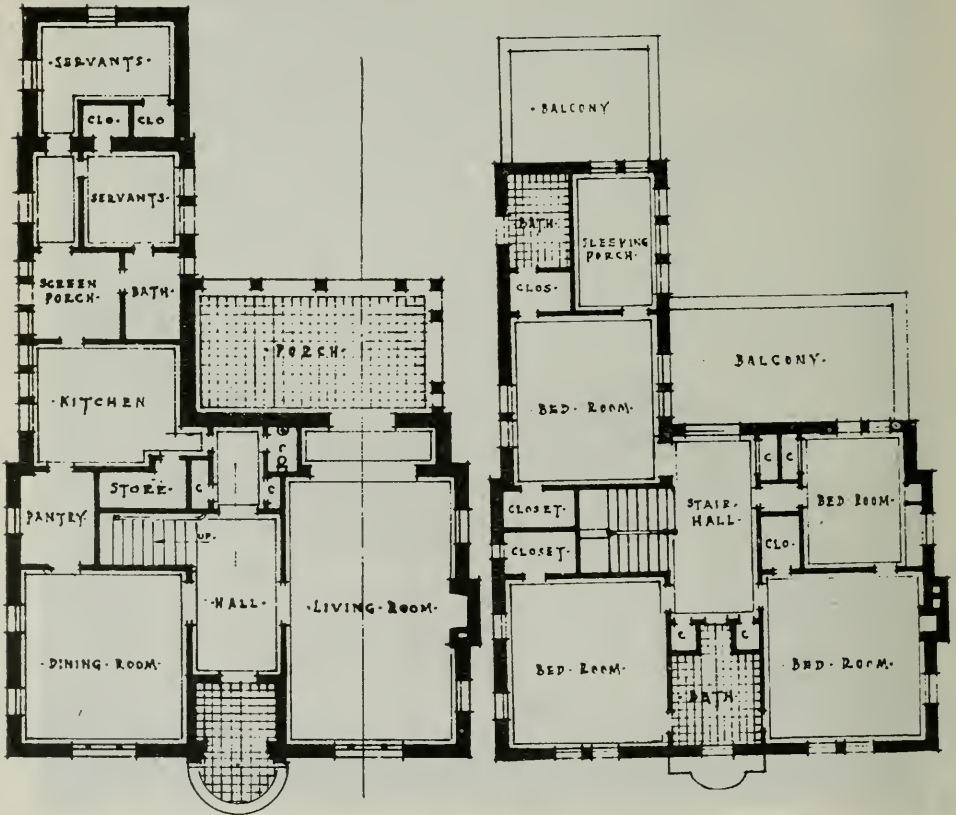 ·SERVANTS·
CLO·
CLO
SERVANTS·
SCREEN
PORCH·
·BATH·
·PORCH·
·KITCHEN
C
STORE·
C
C
PANTRY
UP·
·HALL·
·LIVING·ROOM·
·DINING·ROOM·
·BALCONY
BATH·
SLEEPING
PORCH·
CLOS·
BALCONY·
BED·ROOM·
C
C
CLOSET·
STAIR·
HALL·
BED·ROOM·
CLOSET·
CLO·
C
C
BED·ROOM·
·BATH·
BED·ROOM·